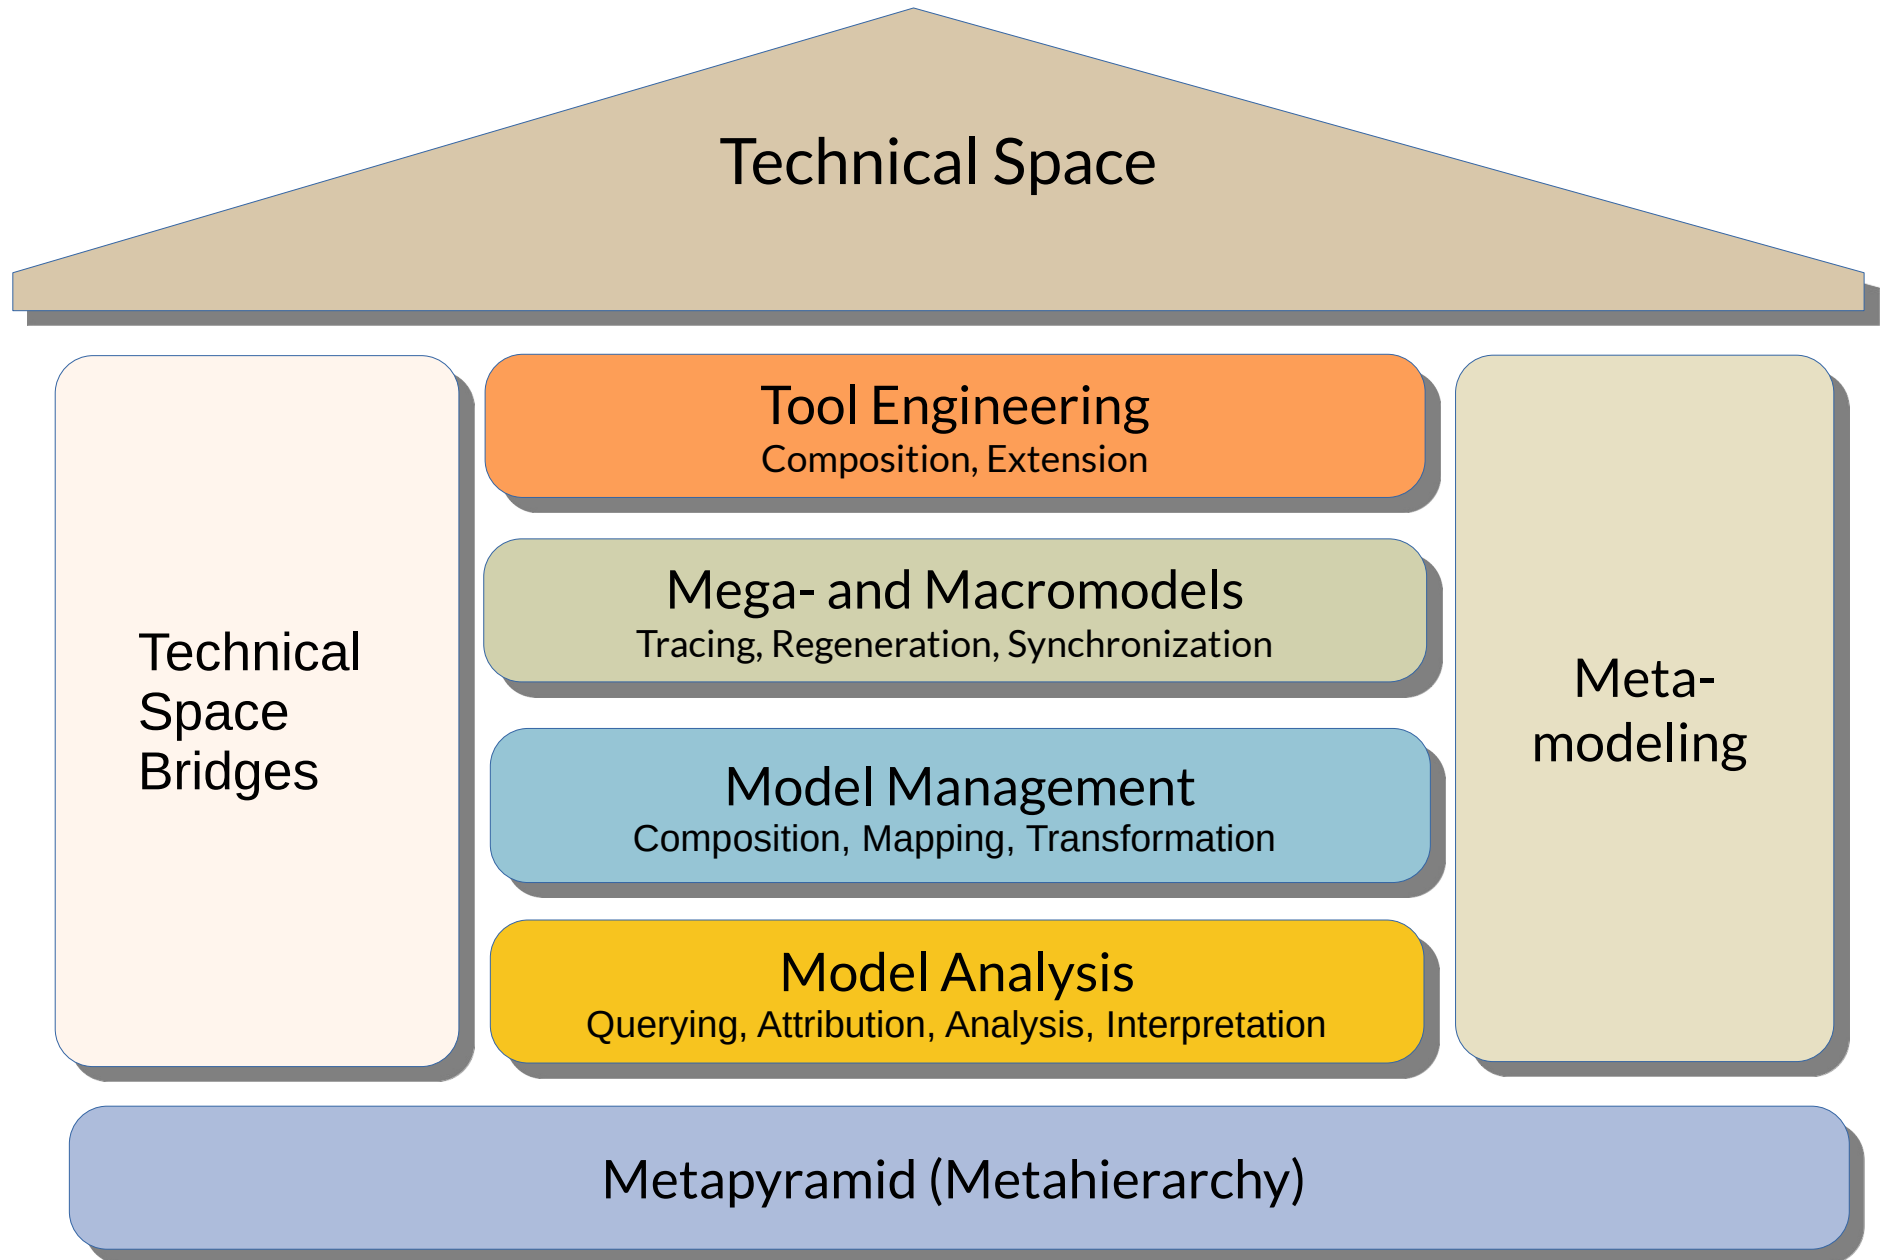 Technical Space
Technical
Space
Bridges
Tool Engineering
Composition, Extension
Mega- and Macromodels
Tracing, Regeneration, Synchronization
Model Management
Composition, Mapping, Transformation
Model Analysis
Querying, Attribution, Analysis, Interpretation
Meta-
modeling
Metapyramid (Metahierarchy)